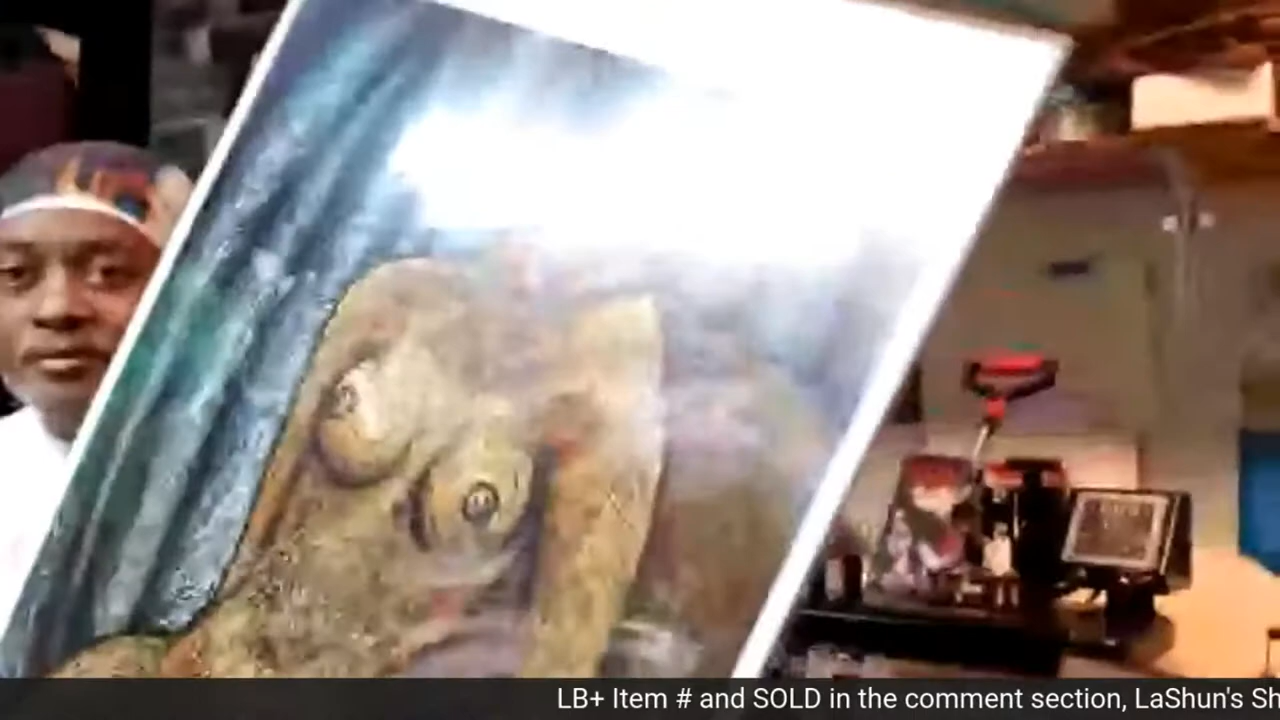 LB+ Item # and SOLD in the comment section, LaShun's Sh